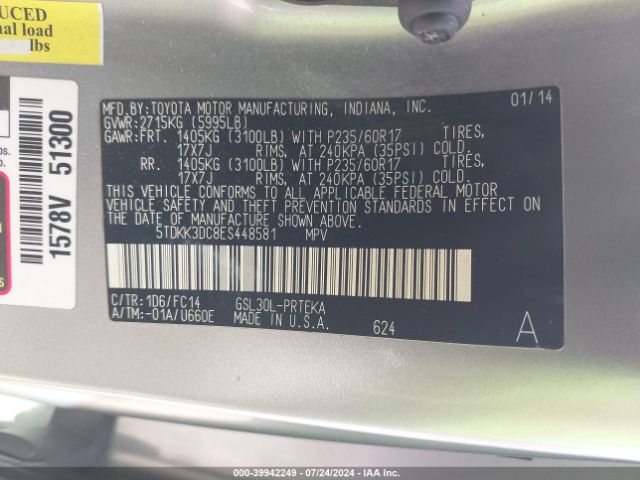 UCED
nal load
lbs
bs.
1578V 51300
MFD.BY:TOYOTA MOTOR MANUFACTURING, INDIANA, INC. 01/14
GVWR:2715KG (5995LB)
GAWR:FRT. 1405KG (3100LB) WITH P235/60R17 TIRES,
17X7J RIMS, AT 240KPA (35PSI) COLD.
RR. 1405KG (3100LB) WITH P235/60R17 TIRES,
17X7J RIMS, AT 240KPA (35PSI) COLD.
THIS VEHICLE CONFORMS TO ALL APPLICABLE FEDERAL MOTOR
VEHICLE SAFETY AND THEFT PREVENTION STANDARDS IN EFFECT ON
THE DATE OF MANUFACTURE SHOWN ABOVE.
5TDKK3DC8ES448581 MPV
C/TR:1D6/FC14 GSL30L-PRTEKA
A/TM:-01A/U660E MADE IN U.S.A. 624 A
000-39942249 - 07/24/2024 - IAA Inc.